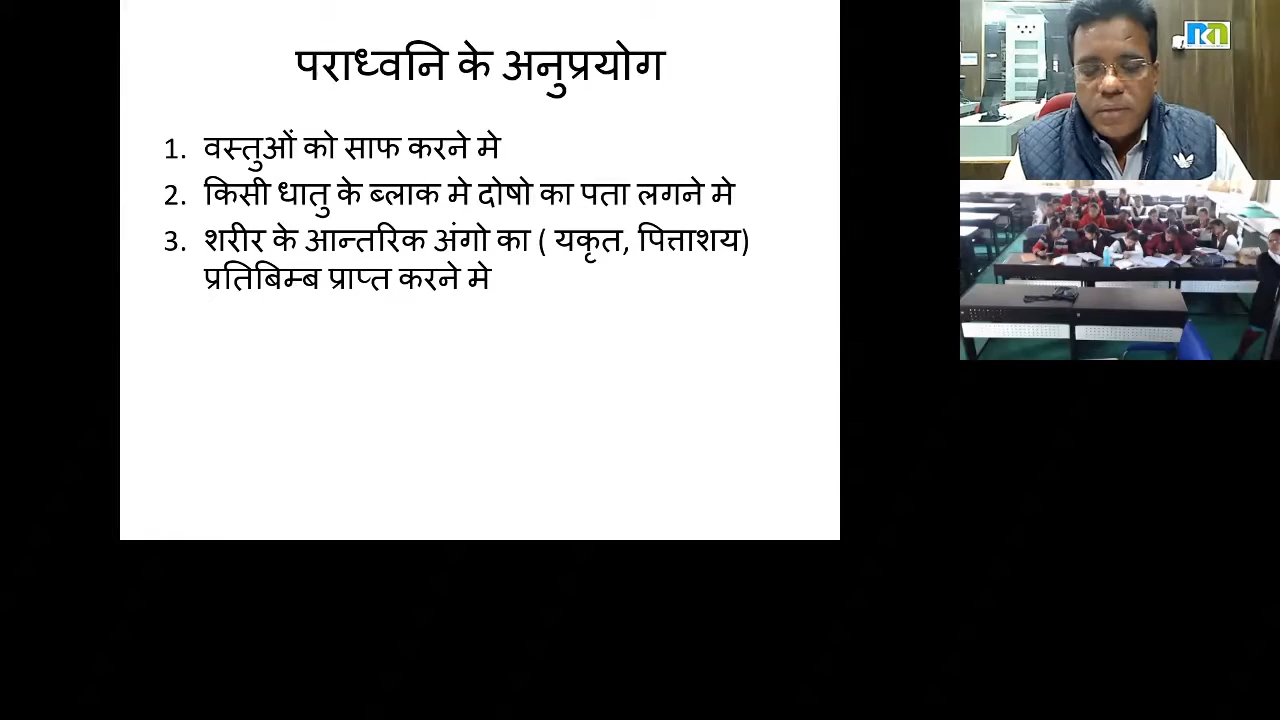 पराध्वनि के अनुप्रयोग
1. वस्तुओं को साफ करने मे
2. किसी धातु के ब्लाक मे दोषो का पता लगने मे
3. शरीर के आन्तरिक अंगो का ( यकृत, पित्ताशय)
प्रतिबिम्ब प्राप्त करने मे